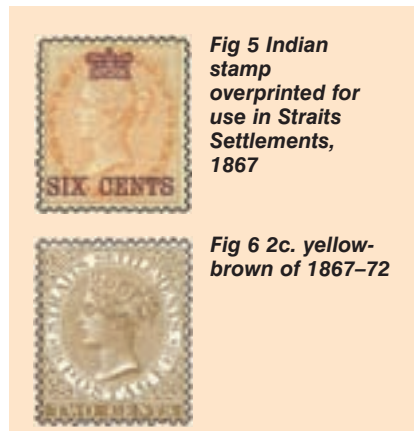 Fig 5 Indian
stamp
overprinted for
use in Straits
Settlements,
1867
SIX CENTS
Fig 6 2c. yellow-
brown of 1867–72
POSTAGE